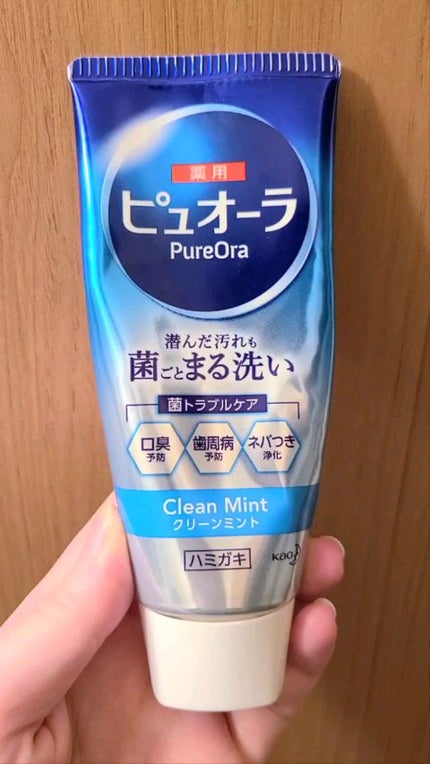 薬用
ピュオーラ
PureOra
潜んだ汚れも
菌ごとまる洗い
菌トラブルケア
口臭
予防
歯周病
予防
ネバつき
浄化
Clean Mint
クリーンミント
ハミガキ
Kao